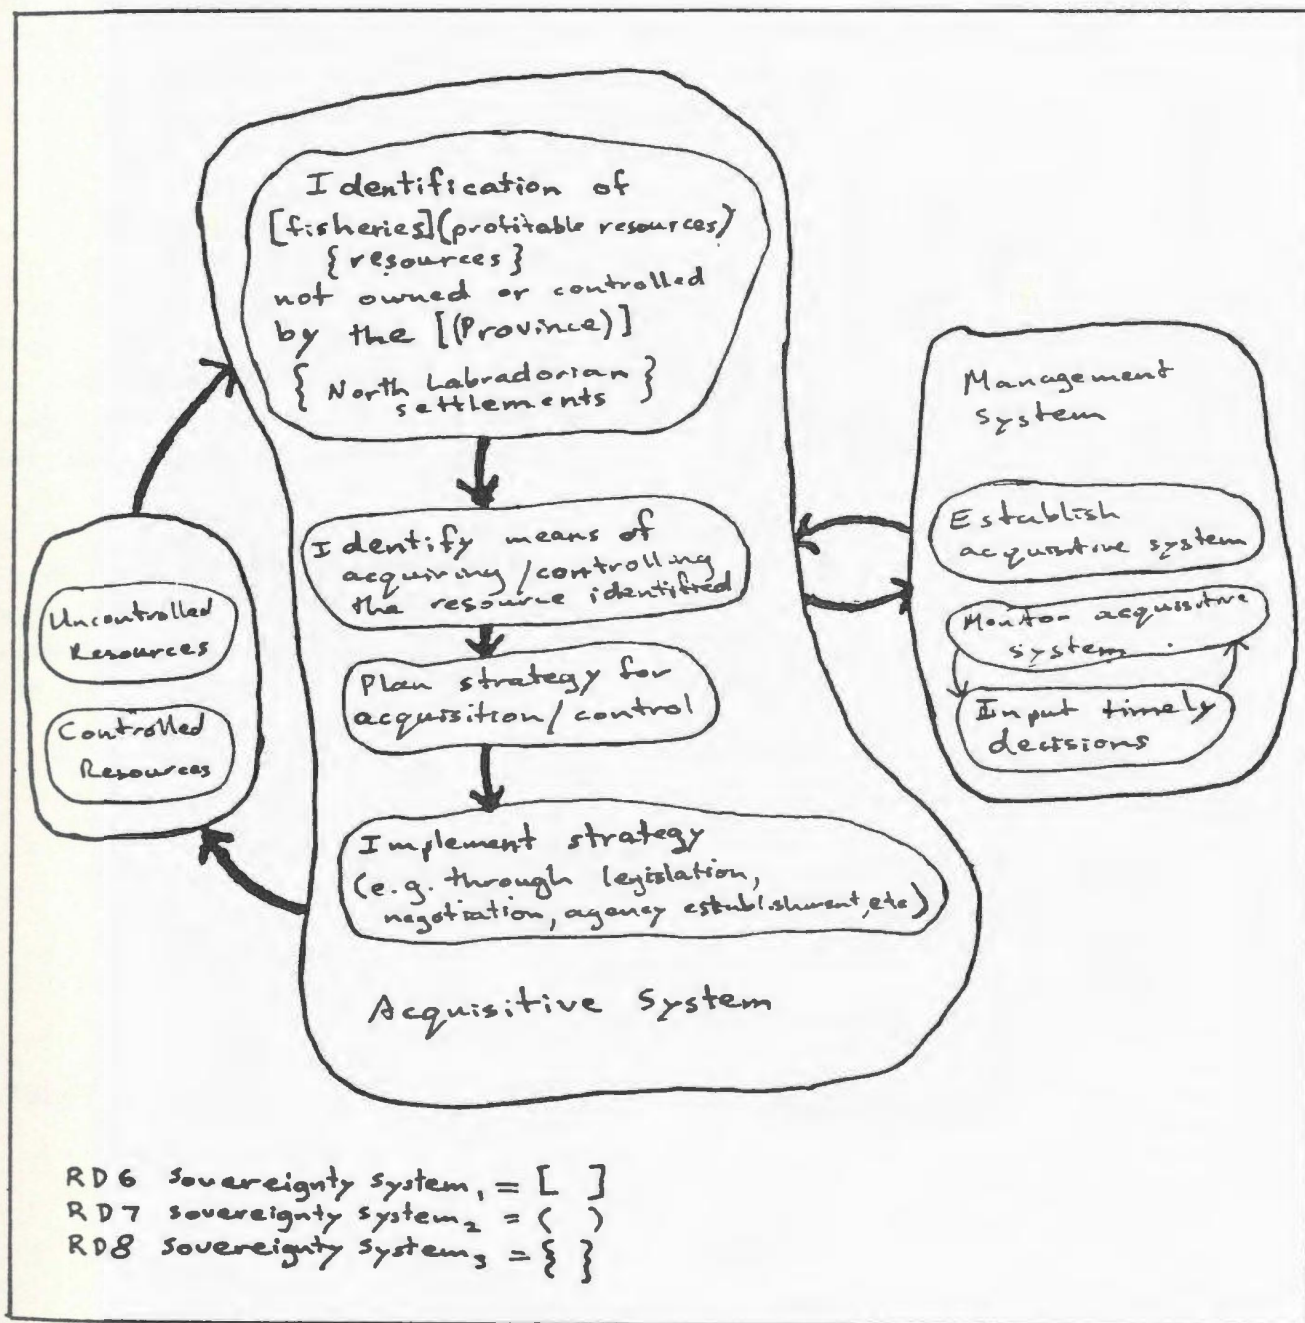 Identification of
[fisheries](profitable resources)
{resources}
not owned or controlled
by the [(Province)]
{North Labradorian
settlements}
Identify means of
acquiring/controlling
the resource identified
Plan strategy for
acquisition/control
Implement strategy
(e.g. through legislation,
negotiation, agency establishment, etc)
Acquisitive System
Uncontrolled
Resources
Controlled
Resources
Management
system
Establish
acquisitive system
Monitor acquisitive
system.
Input timely
decisions
RD6 sovereignty system₁ = [ ]
RD7 sovereignty system₂ = ( )
RD8 sovereignty system₃ = { }